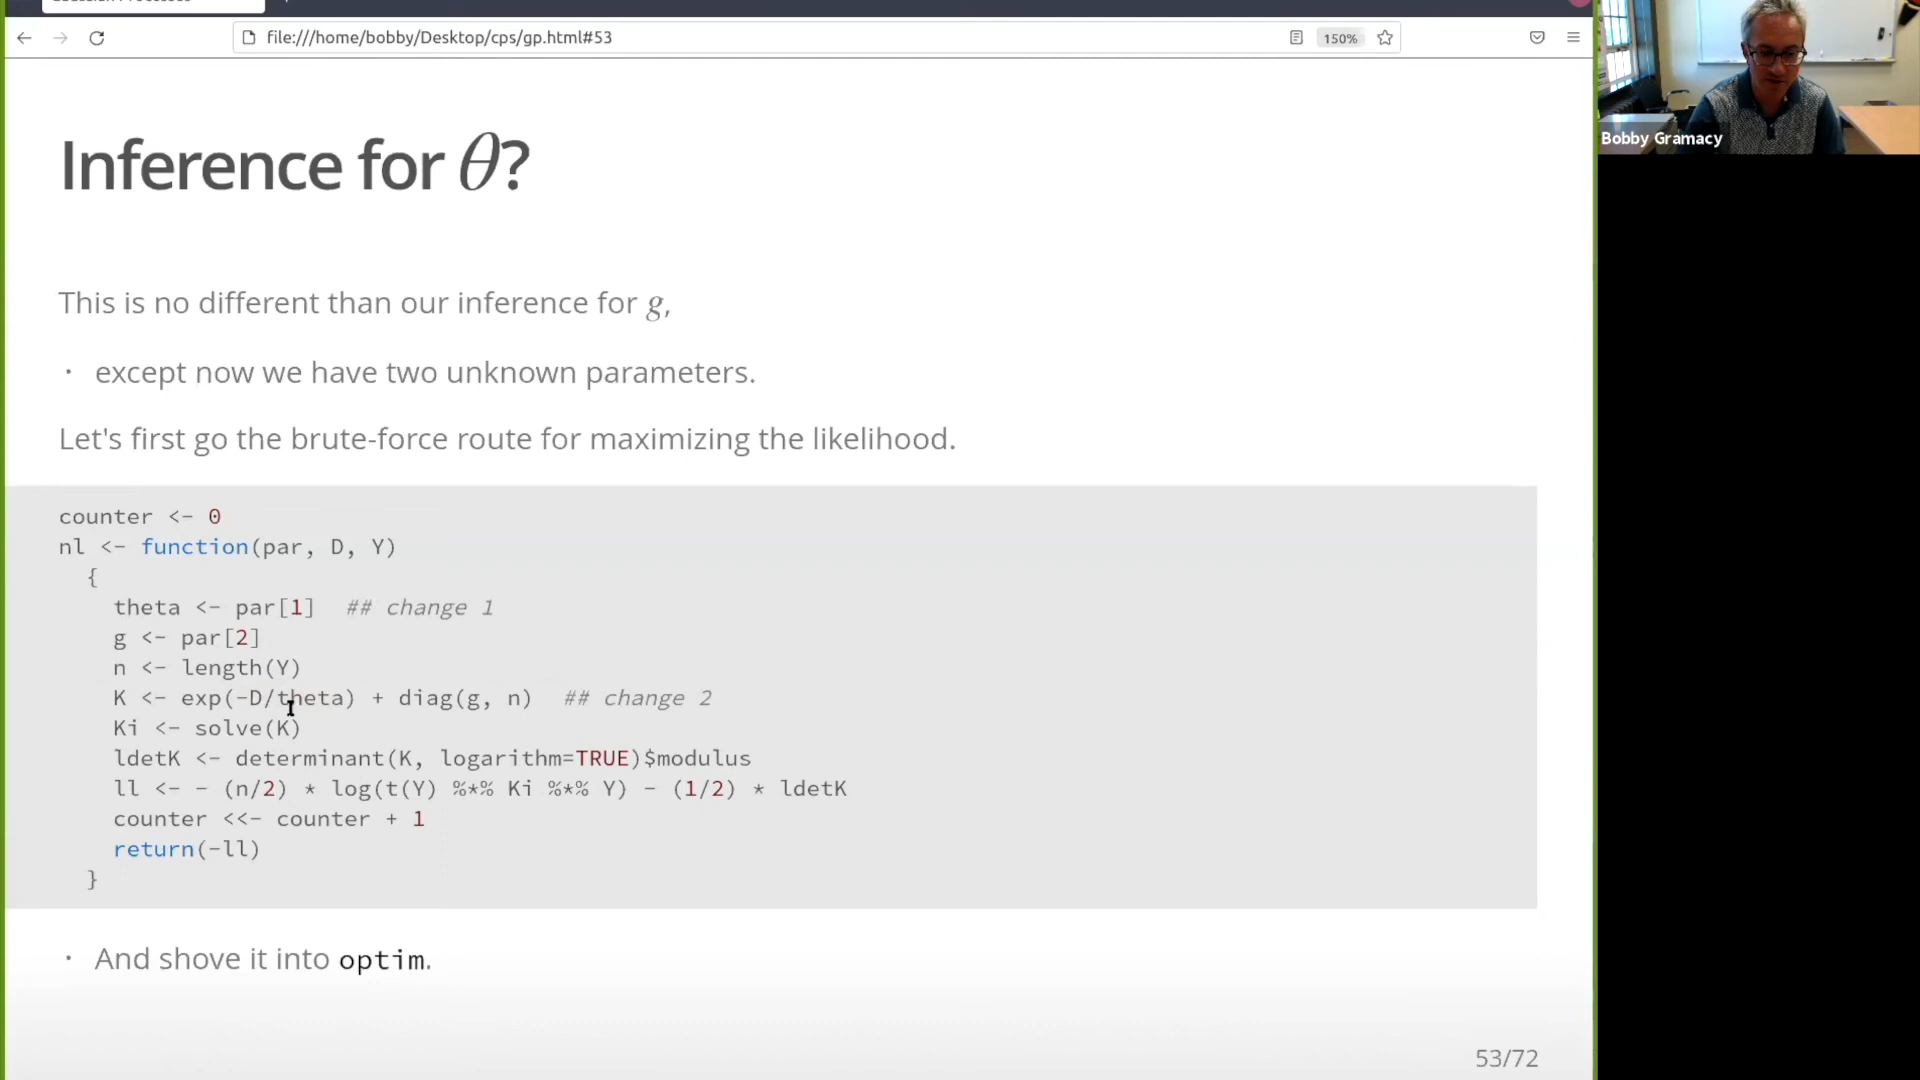 file:///home/bobby/Desktop/cps/gp.html#53
150%
Bobby Gramacy
Inference for θ?
This is no different than our inference for g,
• except now we have two unknown parameters.
Let's first go the brute-force route for maximizing the likelihood.
counter <- 0
nl <- function(par, D, Y)
{
theta <- par[1] ## change 1
g <- par[2]
n <- length(Y)
K <- exp(-D/theta) + diag(g, n) ## change 2
Ki <- solve(K)
ldetK <- determinant(K, logarithm=TRUE)$modulus
ll <- - (n/2) * log(t(Y) %*% Ki %*% Y) - (1/2) * ldetK
counter <<- counter + 1
return(-ll)
}
• And shove it into optim.
53/72